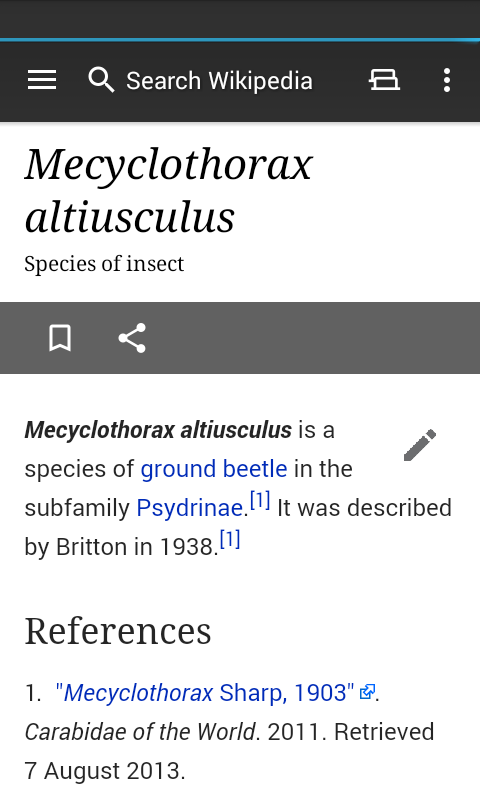 Search Wikipedia
Mecyclothorax
altiusculus
Species of insect
Mecyclothorax altiusculus is a
species of ground beetle in the
subfamily Psydrinae.[1] It was described
by Britton in 1938.[1]
References
1. "Mecyclothorax Sharp, 1903".
Carabidae of the World. 2011. Retrieved
7 August 2013.